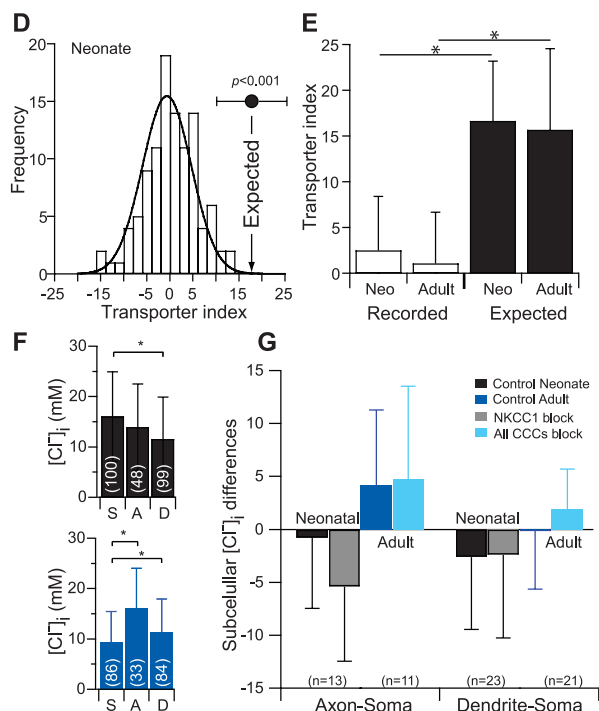 D
Neonate
Frequency
20
15
10
5
0
p<0.001
Expected
-25
-15
-5
0
5
15
25
Transporter index
E
Transporter index
25
20
15
10
5
0
*
*
Neo
Adult
Neo
Adult
Recorded
Expected
F
[Cl⁻]i (mM)
30
20
10
0
*
(100)
(48)
(99)
S
A
D
[Cl⁻]i (mM)
30
20
10
0
*
*
(86)
(33)
(84)
S
A
D
G
Control Neonate
Control Adult
NKCC1 block
All CCCs block
Subcelullar [Cl⁻]i differences
15
10
5
0
-5
-10
-15
Neonatal
Adult
Neonatal
Adult
(n=13)
(n=11)
(n=23)
(n=21)
Axon-Soma
Dendrite-Soma